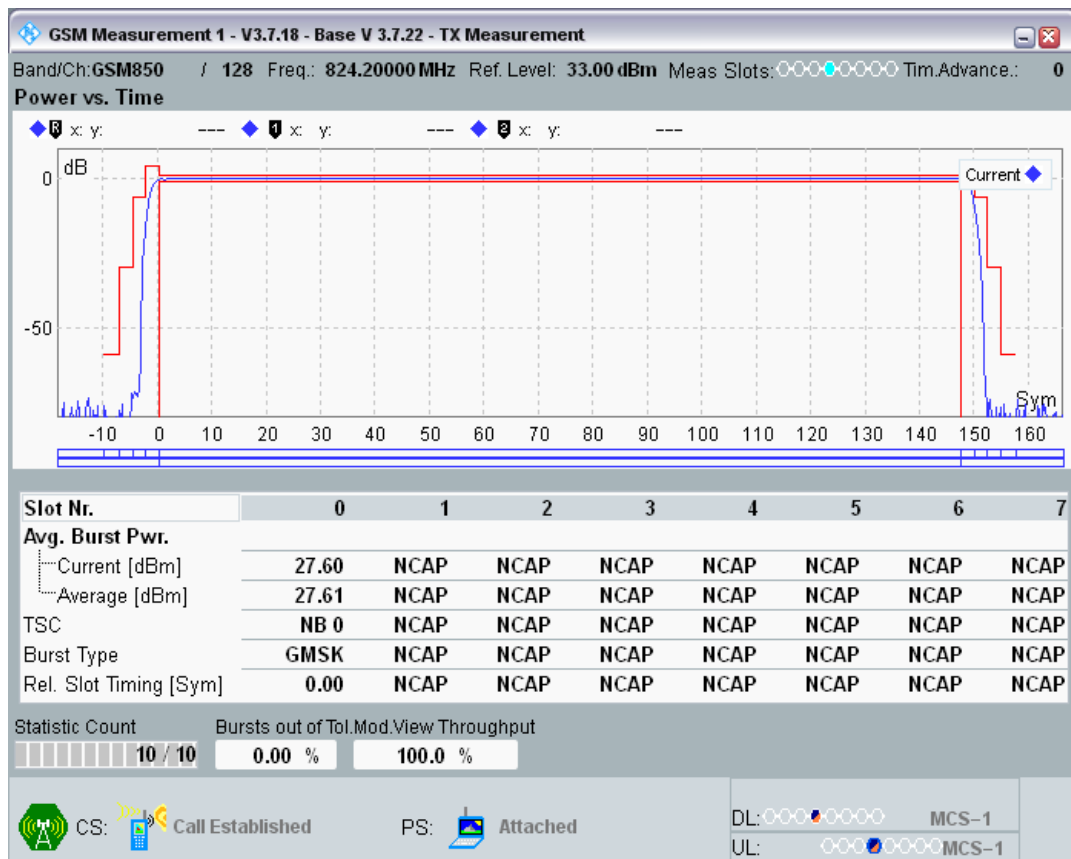 GSM Measurement 1 - V3.7.18 - Base V 3.7.22 - TX Measurement
Band/Ch:GSM850 / 128 Freq.: 824.20000 MHz Ref. Level: 33.00 dBm Meas Slots: Tim.Advance.: 0
Power vs. Time
R x: y: --- 1 x: y: --- 2 x: y: ---
dB
0
Current
-50
Sym
-10 0 10 20 30 40 50 60 70 80 90 100 110 120 130 140 150 160
Slot Nr. 0 1 2 3 4 5 6 7
Avg. Burst Pwr.
Current [dBm] 27.60 NCAP NCAP NCAP NCAP NCAP NCAP NCAP
Average [dBm] 27.61 NCAP NCAP NCAP NCAP NCAP NCAP NCAP
TSC NB 0 NCAP NCAP NCAP NCAP NCAP NCAP NCAP
Burst Type GMSK NCAP NCAP NCAP NCAP NCAP NCAP NCAP
Rel. Slot Timing [Sym] 0.00 NCAP NCAP NCAP NCAP NCAP NCAP NCAP
Statistic Count Bursts out of Tol.Mod.View Throughput
10 / 10 0.00 % 100.0 %
DL: MCS-1
CS: Call Established PS: Attached
UL: MCS-1